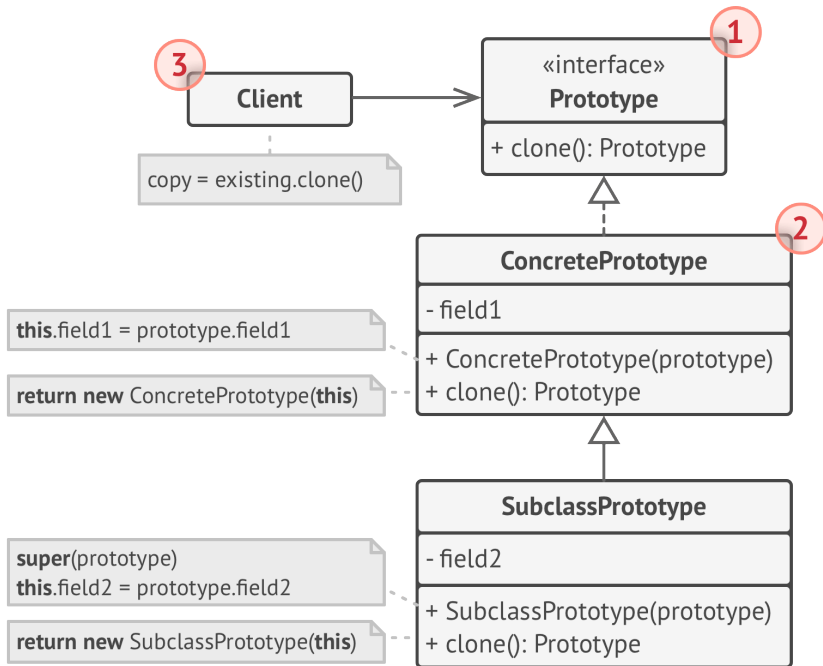 1
«interface»
Prototype
+ clone(): Prototype
3
Client
copy = existing.clone()
2
ConcretePrototype
- field1
+ ConcretePrototype(prototype)
+ clone(): Prototype
this.field1 = prototype.field1
return new ConcretePrototype(this)
SubclassPrototype
- field2
+ SubclassPrototype(prototype)
+ clone(): Prototype
super(prototype)
this.field2 = prototype.field2
return new SubclassPrototype(this)